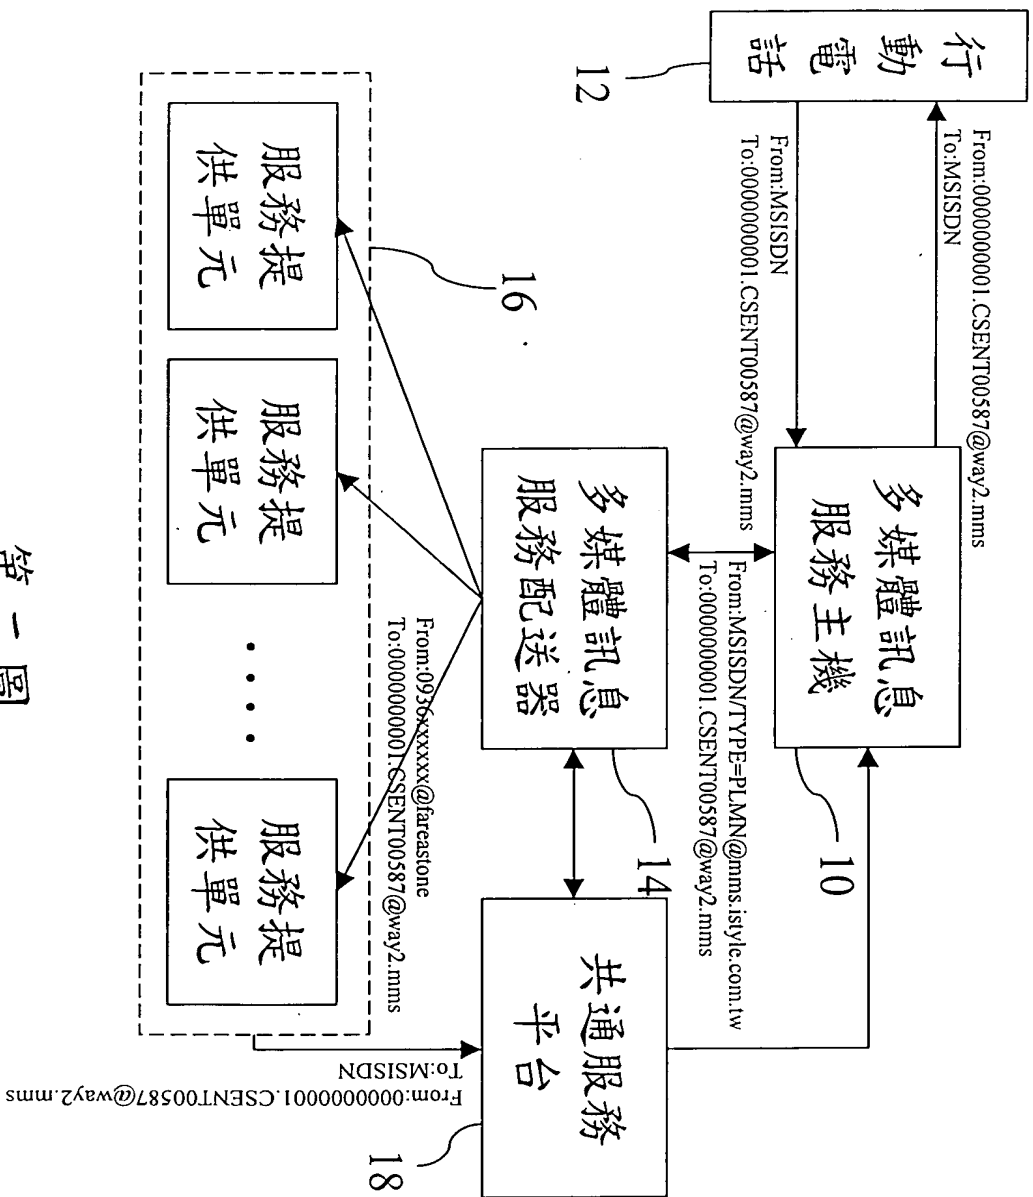 行動電話
12
From:0000000001.CSENT00587@way2.mms
To:MSISDN
From:MSISDN
To:0000000001.CSENT00587@way2.mms
多媒體訊息
服務主機
10
From:MSISDN/TYPE=PLMN@mms.istyle.com.tw
To:0000000001.CSENT00587@way2.mms
多媒體訊息
服務配送器
14
16
From:0936xxxxxx@fareastone
To:0000000001.CSENT00587@way2.mms
服務提
供單元
服務提
供單元
服務提
供單元
共通服務
平台
18
From:0000000001.CSENT00587@way2.mms
To:MSISDN
第一圖